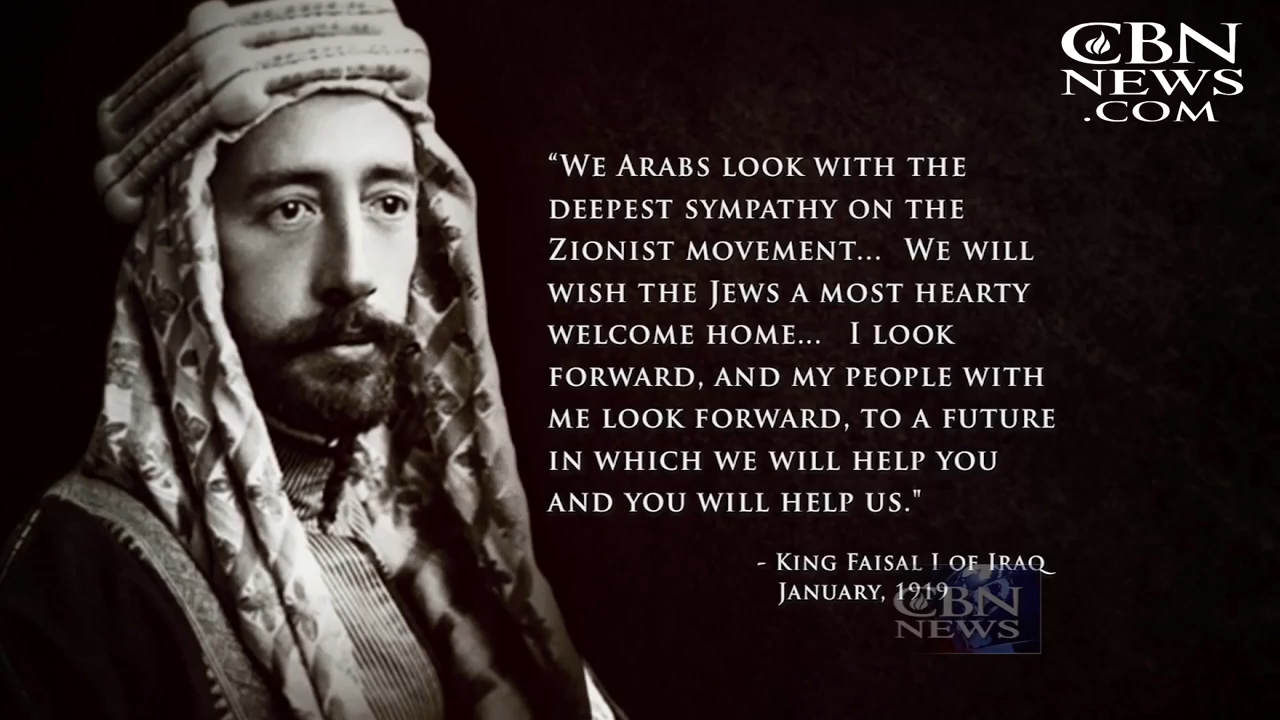 CBN
NEWS
.COM
“WE ARABS LOOK WITH THE
DEEPEST SYMPATHY ON THE
ZIONIST MOVEMENT... WE WILL
WISH THE JEWS A MOST HEARTY
WELCOME HOME... I LOOK
FORWARD, AND MY PEOPLE WITH
ME LOOK FORWARD, TO A FUTURE
IN WHICH WE WILL HELP YOU
AND YOU WILL HELP US."
- KING FAISAL I OF IRAQ
JANUARY, 1919
CBN
NEWS